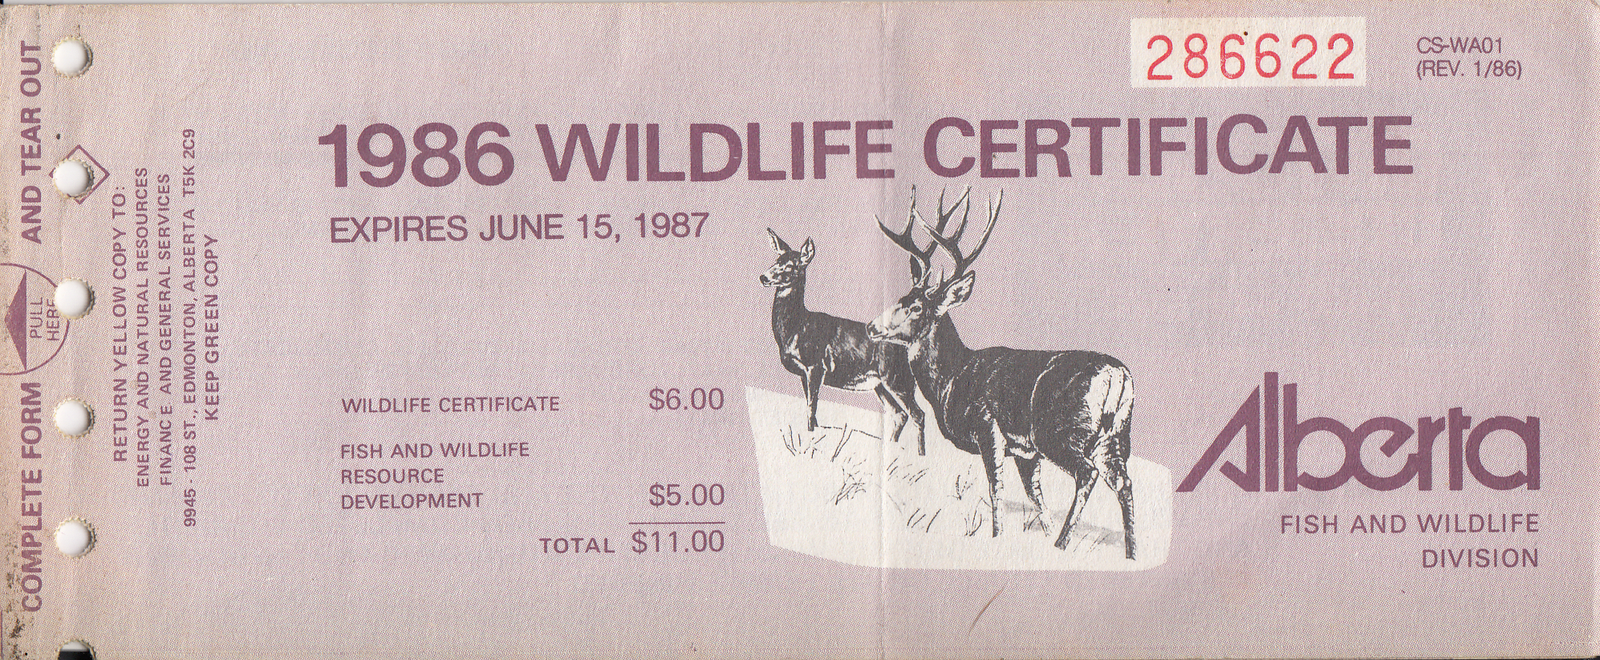 286622
CS-WA01
(REV. 1/86)
1986 WILDLIFE CERTIFICATE
EXPIRES JUNE 15, 1987
WILDLIFE CERTIFICATE $6.00
FISH AND WILDLIFE
RESOURCE
DEVELOPMENT $5.00
TOTAL $11.00
Alberta
FISH AND WILDLIFE
DIVISION
COMPLETE FORM AND TEAR OUT
PULL
HERE
RETURN YELLOW COPY TO:
ENERGY AND NATURAL RESOURCES
FINANCE AND GENERAL SERVICES
9945 - 108 ST., EDMONTON, ALBERTA T5K 2C9
KEEP GREEN COPY